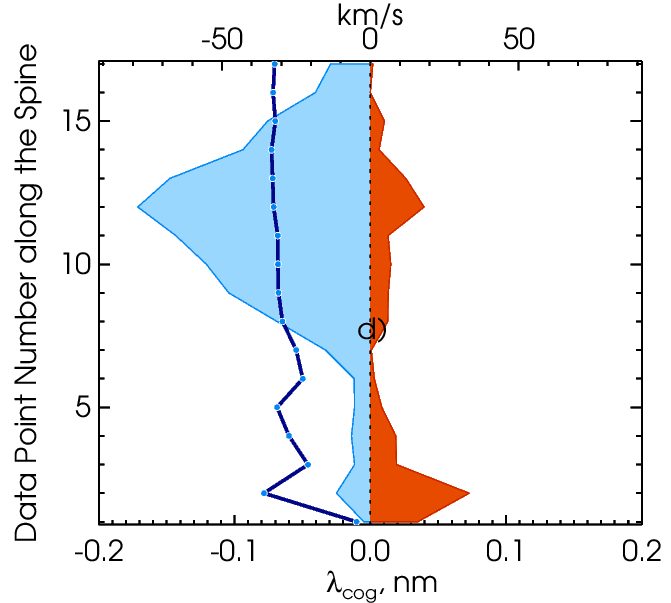 km/s
-50 0 50
Data Point Number along the Spine
15
10
d)
5
-0.2 -0.1 0.0 0.1 0.2
λcog, nm